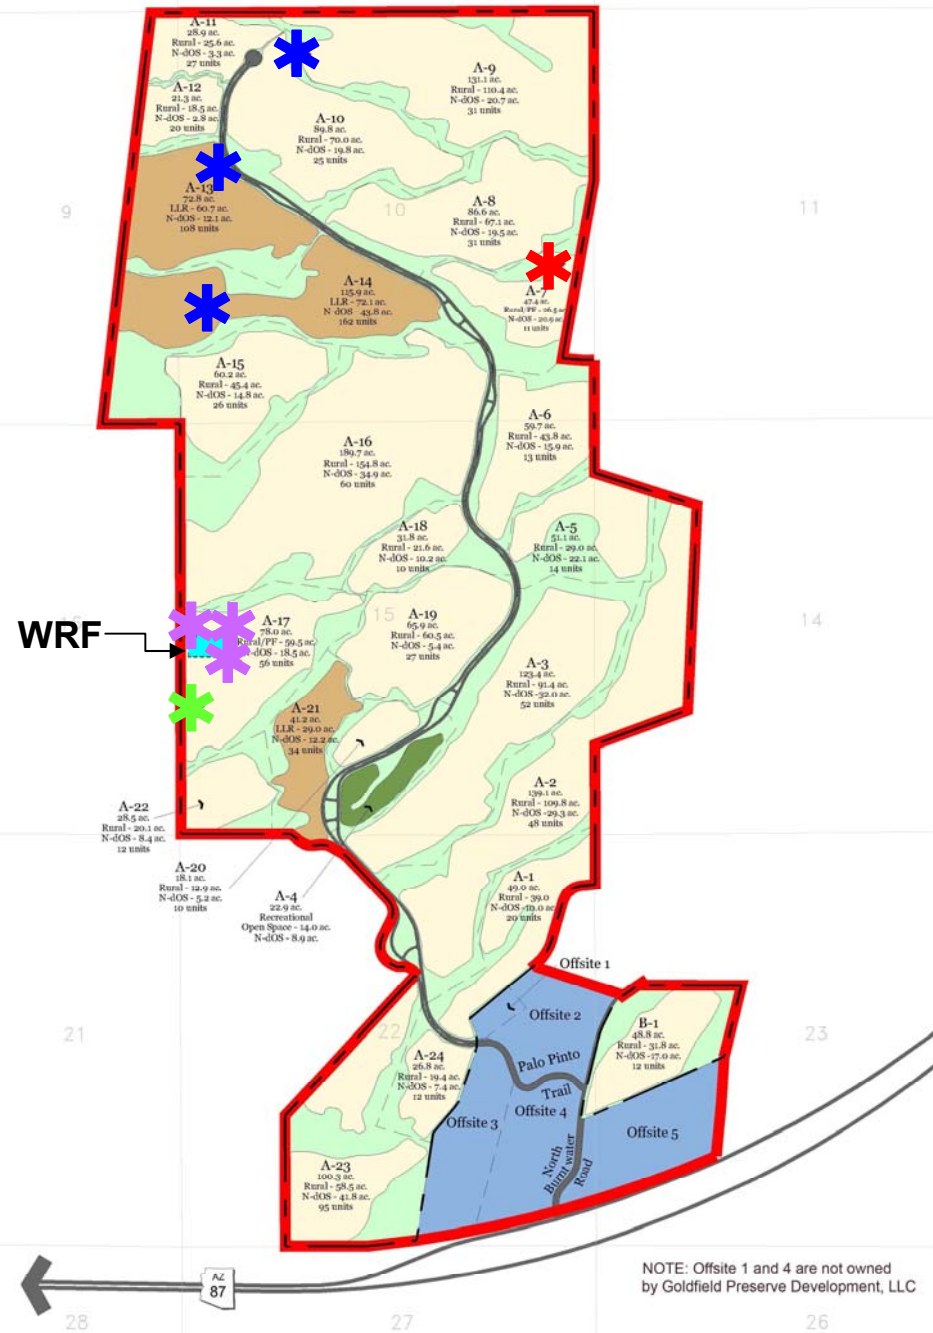 A-11
28.9 ac.
Rural - 25.6 ac.
N-dOS - 3.3 ac.
27 units
A-12
21.3 ac.
Rural - 18.5 ac.
N-dOS - 2.8 ac.
20 units
A-9
131.1 ac.
Rural - 110.4 ac.
N-dOS - 20.7 ac.
31 units
A-10
89.8 ac.
Rural - 70.0 ac.
N-dOS - 19.8 ac.
25 units
A-13
72.8 ac.
LLR - 60.7 ac.
N-dOS - 12.1 ac.
108 units
9
10
11
A-8
86.6 ac.
Rural - 67.1 ac.
N-dOS - 19.5 ac.
31 units
A-14
115.9 ac.
LLR - 72.1 ac.
N-dOS - 43.8 ac.
162 units
A-7
47.4 ac.
Rural/PF - 26.5 ac.
N-dOS - 20.9 ac.
11 units
A-15
60.2 ac.
Rural - 45.4 ac.
N-dOS - 14.8 ac.
26 units
A-6
59.7 ac.
Rural - 43.8 ac.
N-dOS - 15.9 ac.
13 units
A-16
189.7 ac.
Rural - 154.8 ac.
N-dOS - 34.9 ac.
60 units
A-18
31.8 ac.
Rural - 21.6 ac.
N-dOS - 10.2 ac.
10 units
A-5
51.1 ac.
Rural - 29.0 ac.
N-dOS - 22.1 ac.
14 units
WRF
A-17
78.0 ac.
Rural/PF - 59.5 ac.
N-dOS - 18.5 ac.
56 units
15
14
A-19
65.9 ac.
Rural - 60.5 ac.
N-dOS - 5.4 ac.
27 units
A-3
123.4 ac.
Rural - 91.4 ac.
N-dOS -32.0 ac.
52 units
A-21
41.2 ac.
LLR - 29.0 ac.
N-dOS - 12.2 ac.
34 units
A-2
139.1 ac.
Rural - 109.8 ac.
N-dOS -29.3 ac.
48 units
A-22
28.5 ac.
Rural - 20.1 ac.
N-dOS - 8.4 ac.
12 units
A-20
18.1 ac.
Rural - 12.9 ac.
N-dOS - 5.2 ac.
10 units
A-4
22.9 ac.
Recreational
Open Space - 14.0 ac.
N-dOS - 8.9 ac.
A-1
49.0 ac.
Rural - 39.0
N-dOS -10.0 ac.
20 units
Offsite 1
Offsite 2
21
22
23
B-1
48.8 ac.
Rural - 31.8 ac.
N-dOS -17.0 ac.
12 units
A-24
26.8 ac.
Rural - 19.4 ac.
N-dOS - 7.4 ac.
12 units
Palo Pinto
Trail
Offsite 3
Offsite 4
Offsite 5
North
Burnt water
Road
A-23
100.3 ac.
Rural - 58.5 ac.
N-dOS - 41.8 ac.
95 units
AZ
87
NOTE: Offsite 1 and 4 are not owned
by Goldfield Preserve Development, LLC
28
27
26